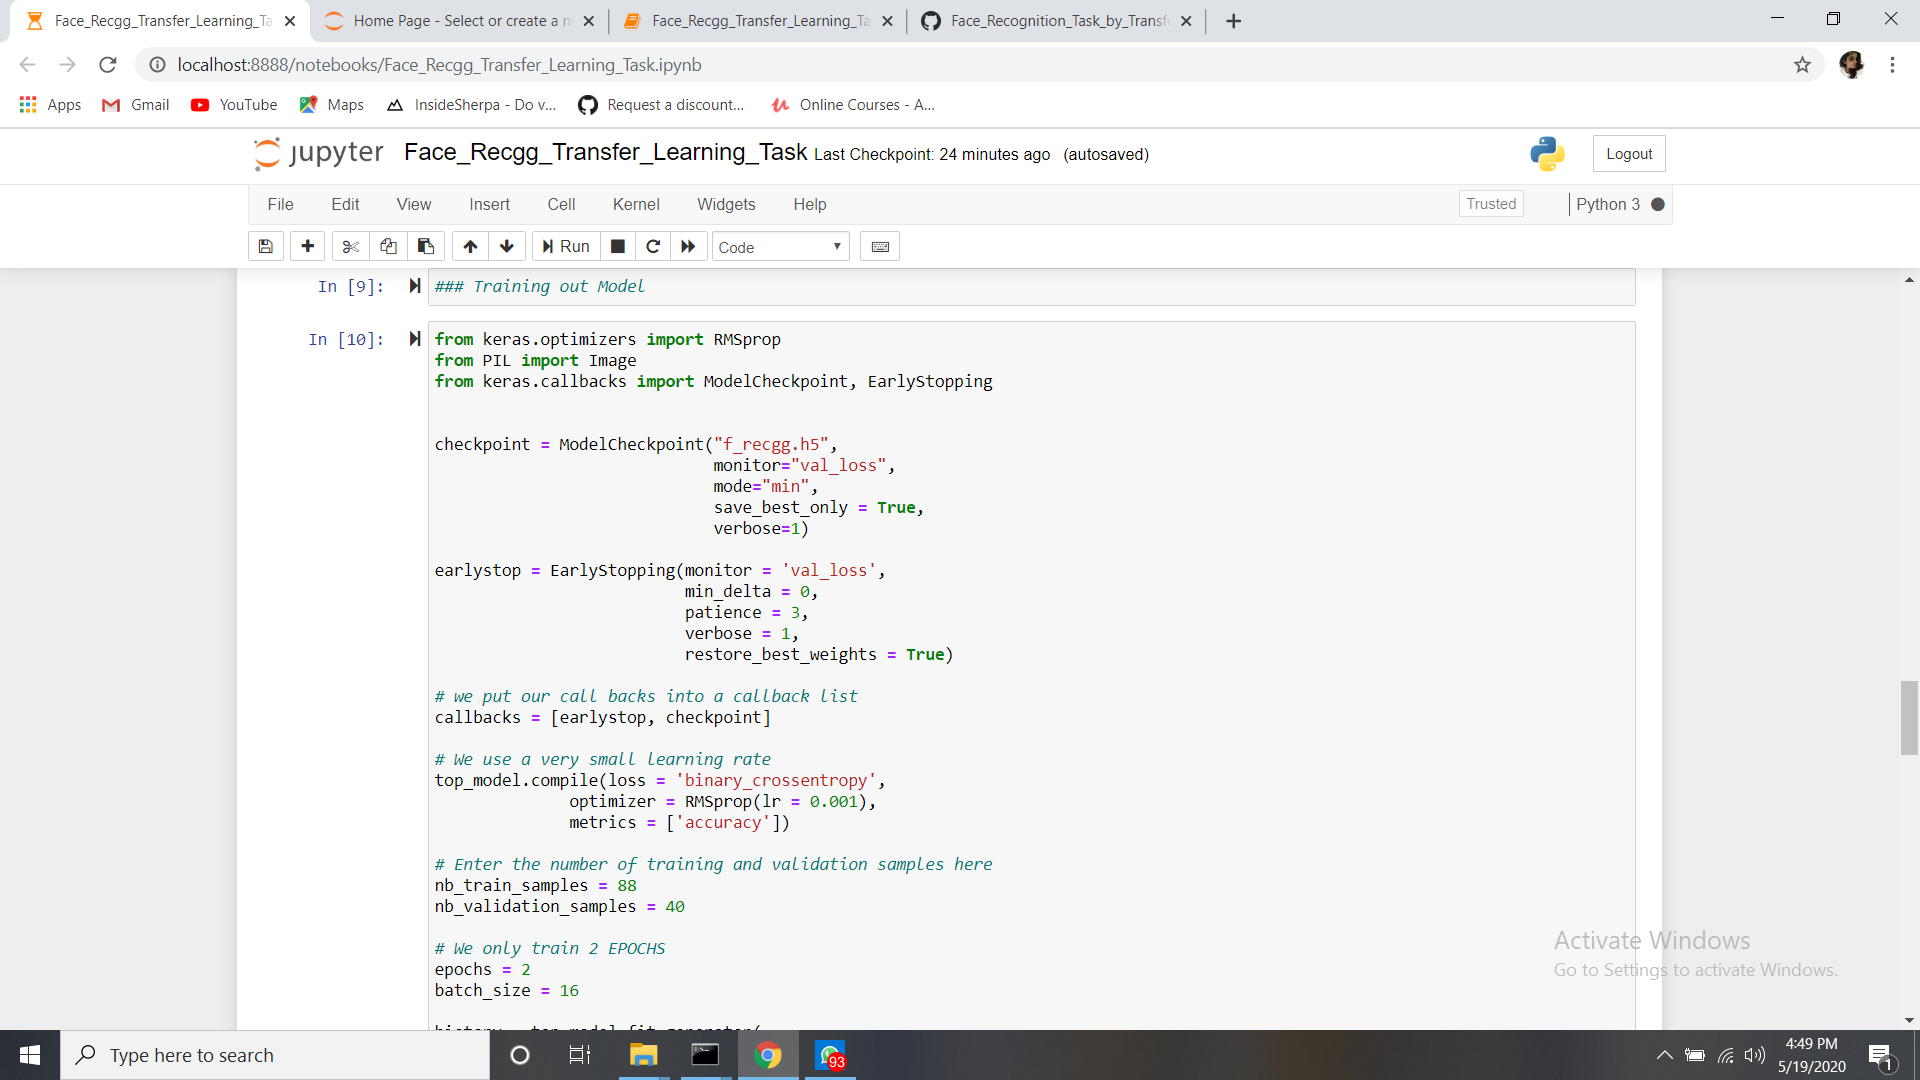 Face_Recgg_Transfer_Learning_Ta
Home Page - Select or create a n
Face_Recgg_Transfer_Learning_Ta
Face_Recognition_Task_by_Transf
localhost:8888/notebooks/Face_Recgg_Transfer_Learning_Task.ipynb
Apps
Gmail
YouTube
Maps
InsideSherpa - Do v...
Request a discount...
Online Courses - A...
jupyter
Face_Recgg_Transfer_Learning_Task
Last Checkpoint: 24 minutes ago (autosaved)
Logout
File
Edit
View
Insert
Cell
Kernel
Widgets
Help
Trusted
Python 3
Run
Code
In [9]:
### Training out Model
In [10]:
from keras.optimizers import RMSprop
from PIL import Image
from keras.callbacks import ModelCheckpoint, EarlyStopping
checkpoint = ModelCheckpoint("f_recgg.h5",
monitor="val_loss",
mode="min",
save_best_only = True,
verbose=1)
earlystop = EarlyStopping(monitor = 'val_loss',
min_delta = 0,
patience = 3,
verbose = 1,
restore_best_weights = True)
# we put our call backs into a callback list
callbacks = [earlystop, checkpoint]
# We use a very small learning rate
top_model.compile(loss = 'binary_crossentropy',
optimizer = RMSprop(lr = 0.001),
metrics = ['accuracy'])
# Enter the number of training and validation samples here
nb_train_samples = 88
nb_validation_samples = 40
# We only train 2 EPOCHS
epochs = 2
batch_size = 16
history = top_model.fit_generator(
Activate Windows
Go to Settings to activate Windows.
Type here to search
93
4:49 PM
5/19/2020
1